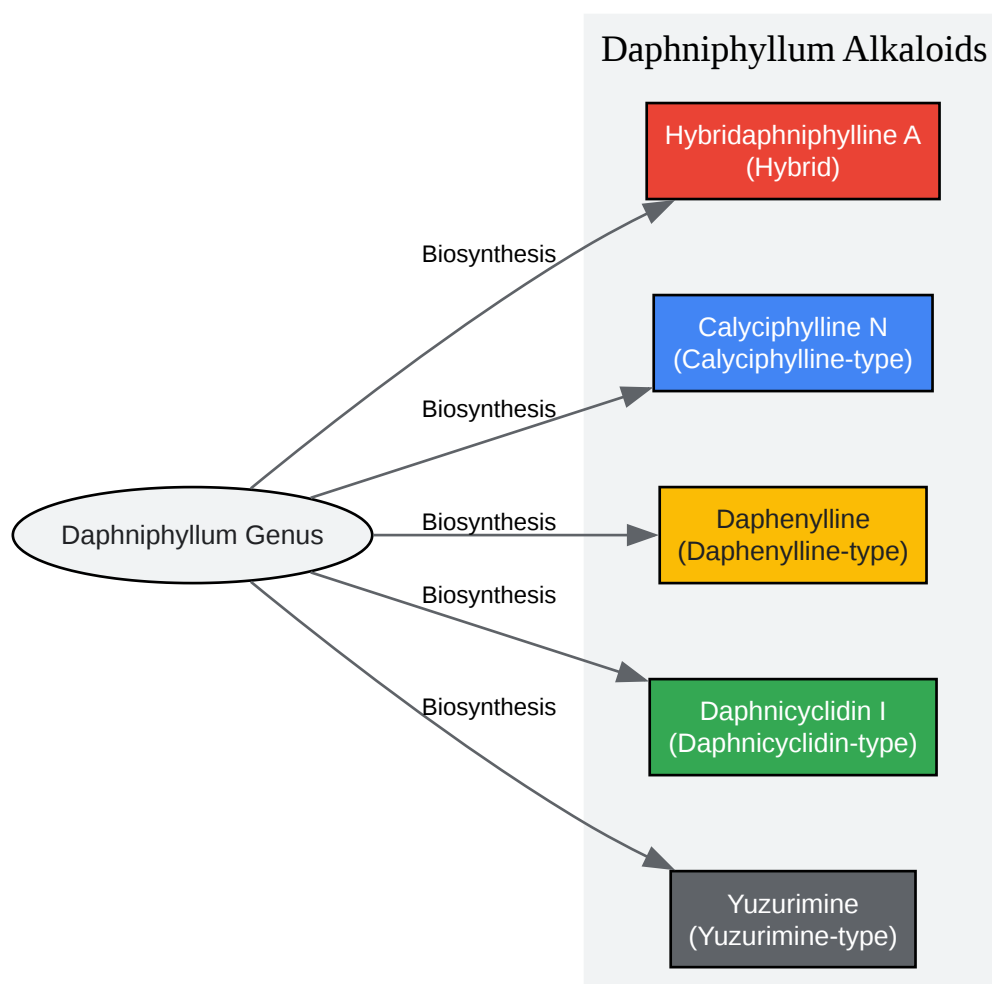 Daphniphyllum Alkaloids
Hybridaphniphylline A
(Hybrid)
Biosynthesis
Calyciphylline N
(Calyciphylline-type)
Biosynthesis
Daphniphyllum Genus
Biosynthesis
Daphenylline
(Daphenylline-type)
Biosynthesis
Daphnicyclidin I
(Daphnicyclidin-type)
Biosynthesis
Yuzurimine
(Yuzurimine-type)